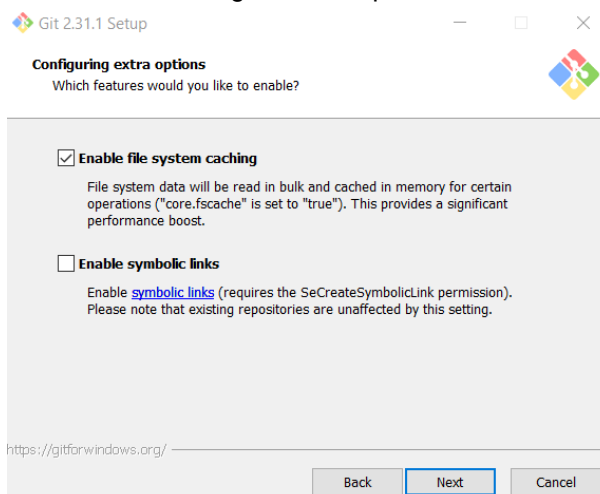 Git 2.31.1 Setup
Configuring extra options
Which features would you like to enable?
Enable file system caching
File system data will be read in bulk and cached in memory for certain
operations ("core.fscache" is set to "true"). This provides a significant
performance boost.
Enable symbolic links
Enable symbolic links (requires the SeCreateSymbolicLink permission).
Please note that existing repositories are unaffected by this setting.
https://gitforwindows.org/
Back Next Cancel